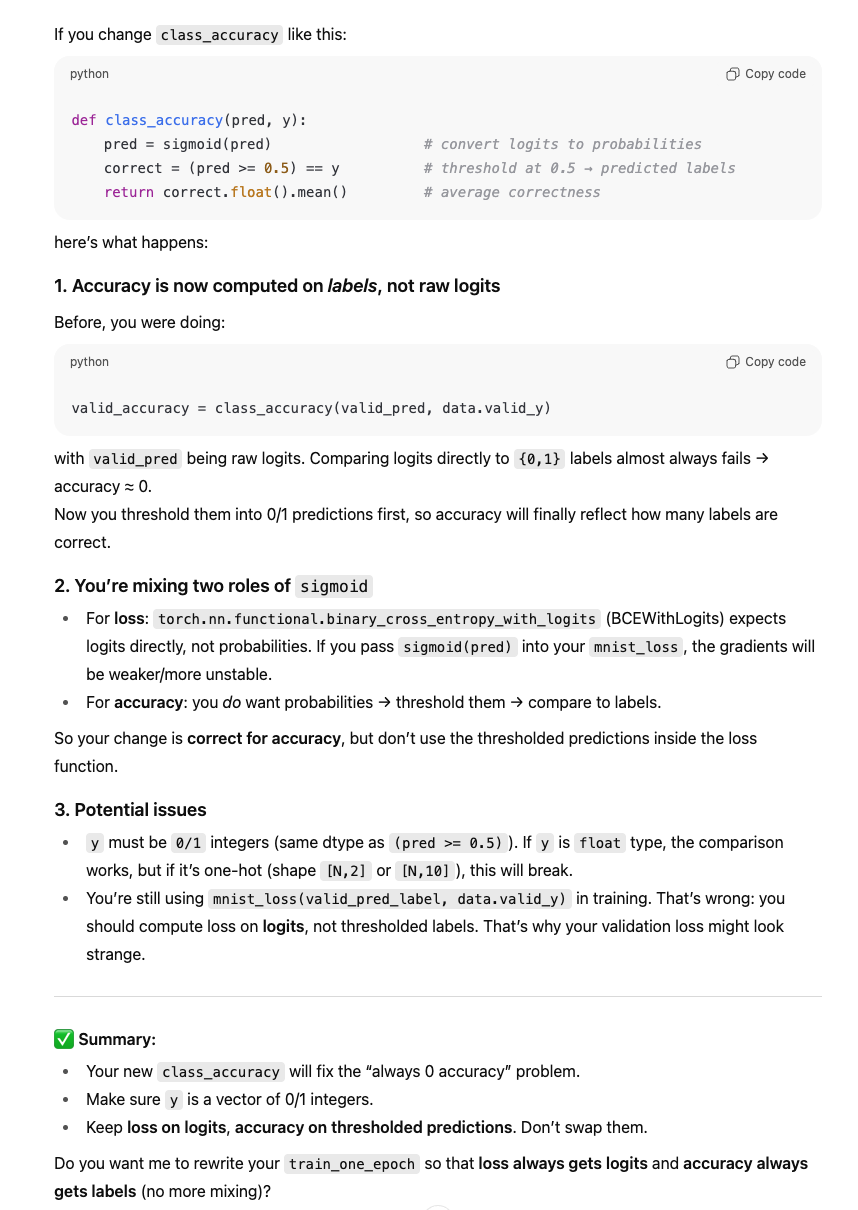 If you change class_accuracy like this:
python
Copy code
def class_accuracy(pred, y):
    pred = sigmoid(pred)                   # convert logits to probabilities
    correct = (pred >= 0.5) == y           # threshold at 0.5 → predicted labels
    return correct.float().mean()          # average correctness
here’s what happens:
1. Accuracy is now computed on labels, not raw logits
Before, you were doing:
python
Copy code
valid_accuracy = class_accuracy(valid_pred, data.valid_y)
with valid_pred being raw logits. Comparing logits directly to {0,1} labels almost always fails →
accuracy ≈ 0.
Now you threshold them into 0/1 predictions first, so accuracy will finally reflect how many labels are
correct.
2. You’re mixing two roles of sigmoid
• For loss: torch.nn.functional.binary_cross_entropy_with_logits (BCEWithLogits) expects
logits directly, not probabilities. If you pass sigmoid(pred) into your mnist_loss, the gradients will
be weaker/more unstable.
• For accuracy: you do want probabilities → threshold them → compare to labels.
So your change is correct for accuracy, but don’t use the thresholded predictions inside the loss
function.
3. Potential issues
• y must be 0/1 integers (same dtype as (pred >= 0.5)). If y is float type, the comparison
works, but if it’s one-hot (shape [N,2] or [N,10]), this will break.
• You’re still using mnist_loss(valid_pred_label, data.valid_y) in training. That’s wrong: you
should compute loss on logits, not thresholded labels. That’s why your validation loss might look
strange.
✅ Summary:
• Your new class_accuracy will fix the “always 0 accuracy” problem.
• Make sure y is a vector of 0/1 integers.
• Keep loss on logits, accuracy on thresholded predictions. Don’t swap them.
Do you want me to rewrite your train_one_epoch so that loss always gets logits and accuracy always
gets labels (no more mixing)?